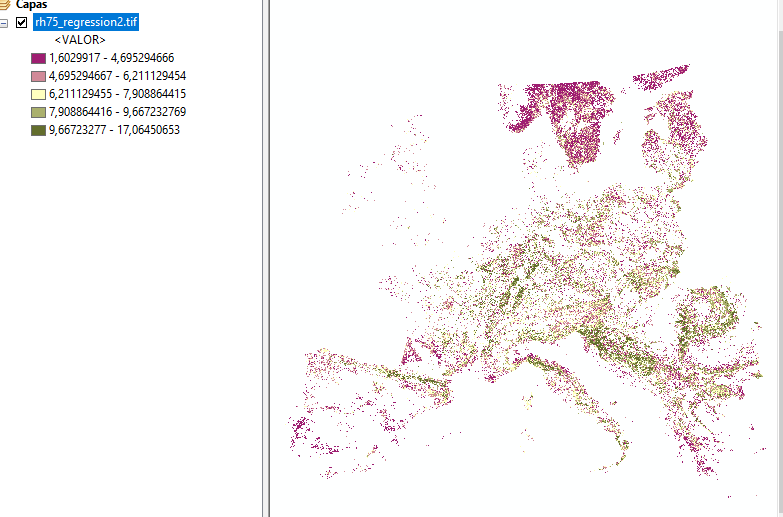 Capas
rh75_regression2.tif
<VALOR>
1,6029917 - 4,695294666
4,695294667 - 6,211129454
6,211129455 - 7,908864415
7,908864416 - 9,667232769
9,66723277 - 17,06450653